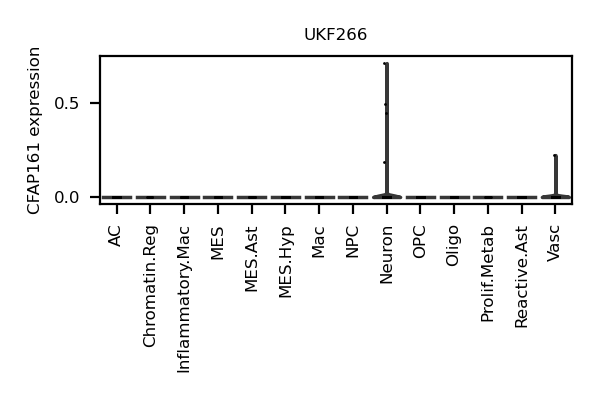 UKF266
CFAP161 expression
0.5
0.0
AC
Chromatin.Reg
Inflammatory.Mac
MES
MES.Ast
MES.Hyp
Mac
NPC
Neuron
OPC
Oligo
Prolif.Metab
Reactive.Ast
Vasc